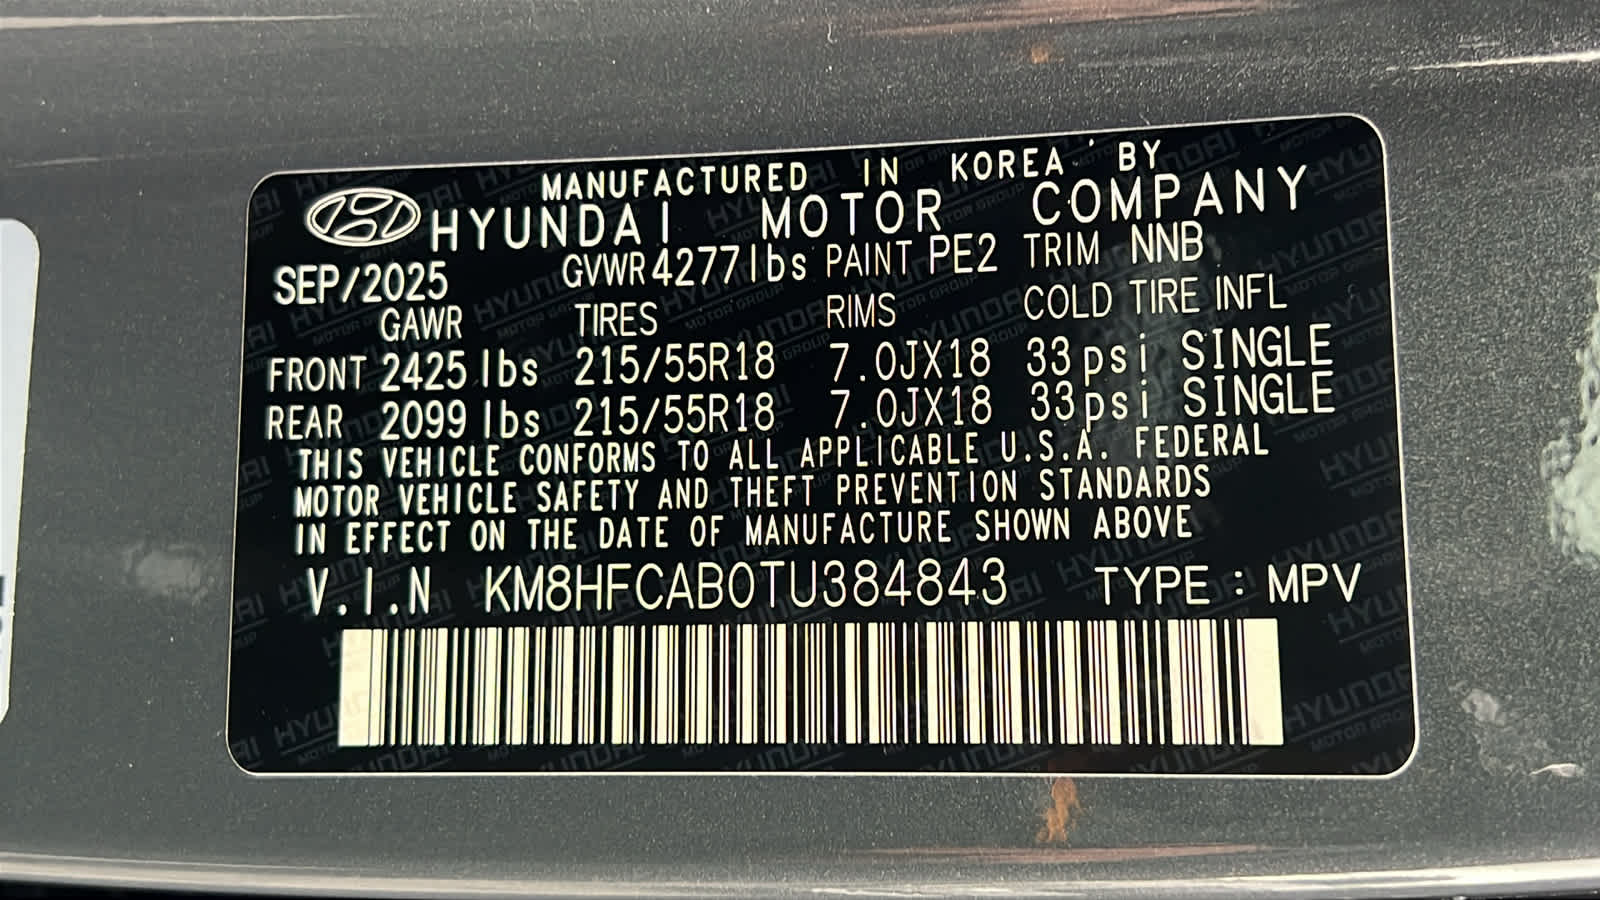 MANUFACTURED IN KOREA BY
HYUNDAI MOTOR COMPANY
SEP/2025 GVWR 4277lbs PAINT PE2 TRIM NNB
GAWR TIRES RIMS COLD TIRE INFL
FRONT 2425 lbs 215/55R18 7.0JX18 33psi SINGLE
REAR 2099 lbs 215/55R18 7.0JX18 33psi SINGLE
THIS VEHICLE CONFORMS TO ALL APPLICABLE U.S.A. FEDERAL
MOTOR VEHICLE SAFETY AND THEFT PREVENTION STANDARDS
IN EFFECT ON THE DATE OF MANUFACTURE SHOWN ABOVE
V.I.N KM8HFCAB0TU384843 TYPE : MPV